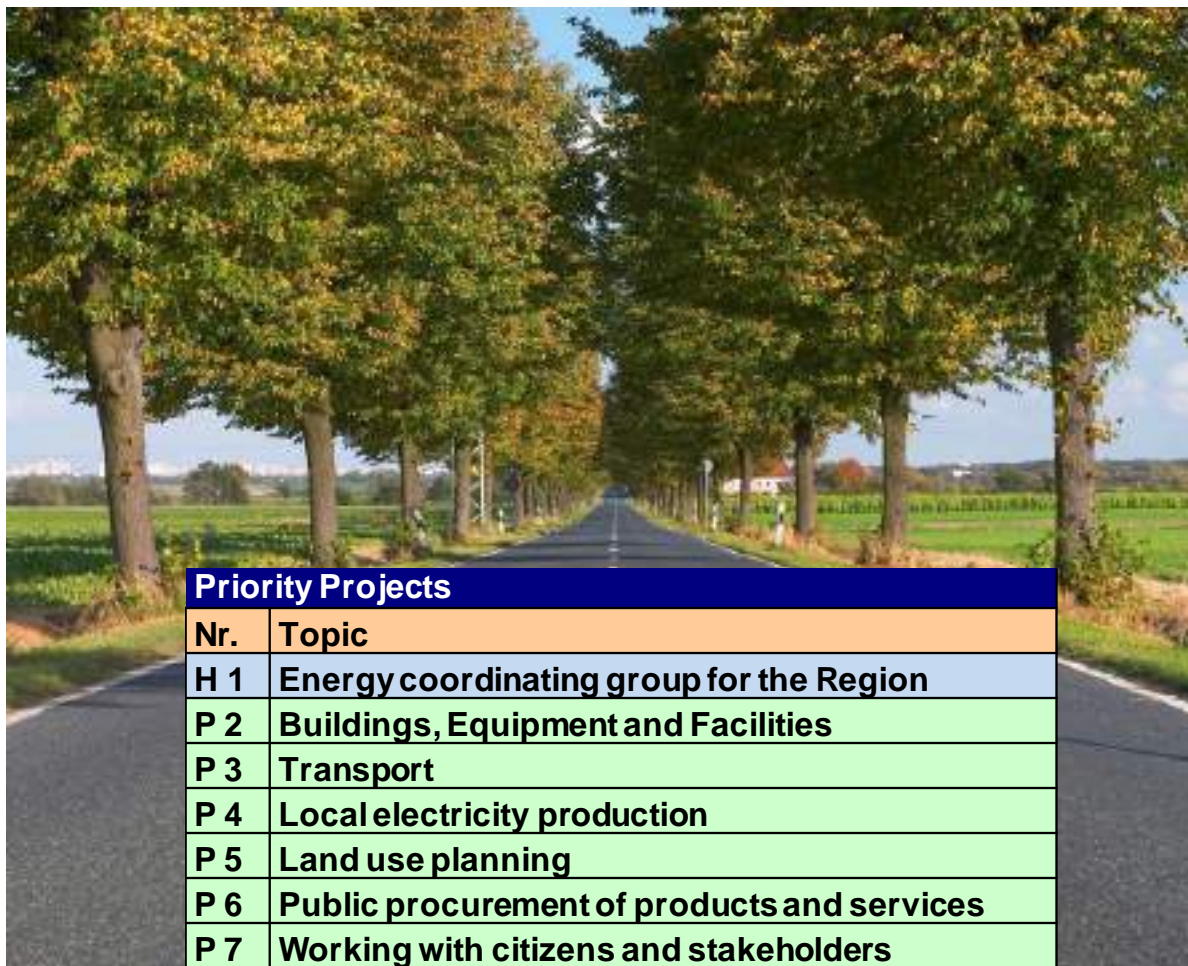 Priority Projects
Nr. Topic
H 1 Energy coordinating group for the Region
P 2 Buildings, Equipment and Facilities
P 3 Transport
P 4 Local electricity production
P 5 Land use planning
P 6 Public procurement of products and services
P 7 Working with citizens and stakeholders